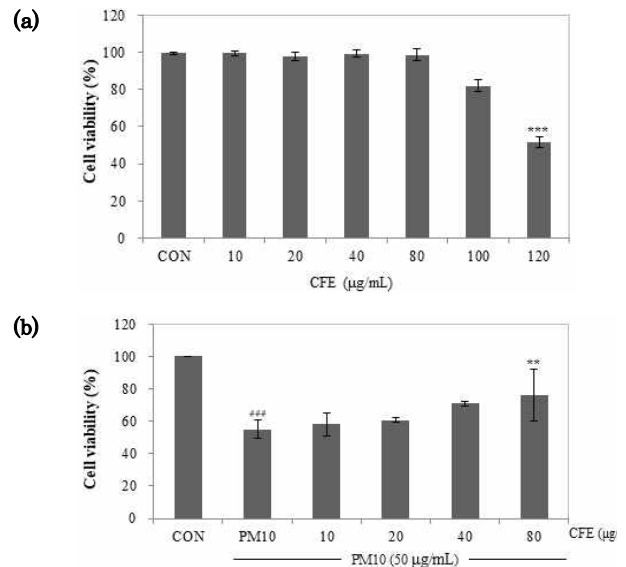 (a)
Cell viability (%)
120
100
80
60
40
20
0
***
CON 10 20 40 80 100 120
CFE (μg/mL)
(b)
Cell viability (%)
120
100
80
60
40
20
0
###
**
CON PM10 10 20 40 80 CFE (μg/
PM10 (50 μg/mL)